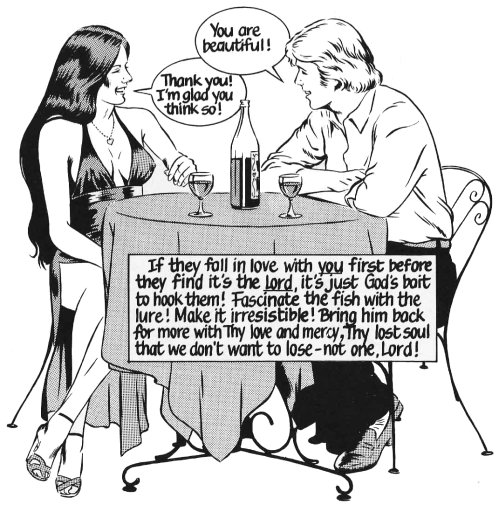 You are
beautiful!
Thank you!
I'm glad you
think so!
If they fall in love with you first before
they find it's the Lord, it's just God's bait
to hook them! Fascinate the fish with the
lure! Make it irresistible! Bring him back
for more with Thy love and mercy, Thy lost soul
that we don't want to lose-not one, Lord!